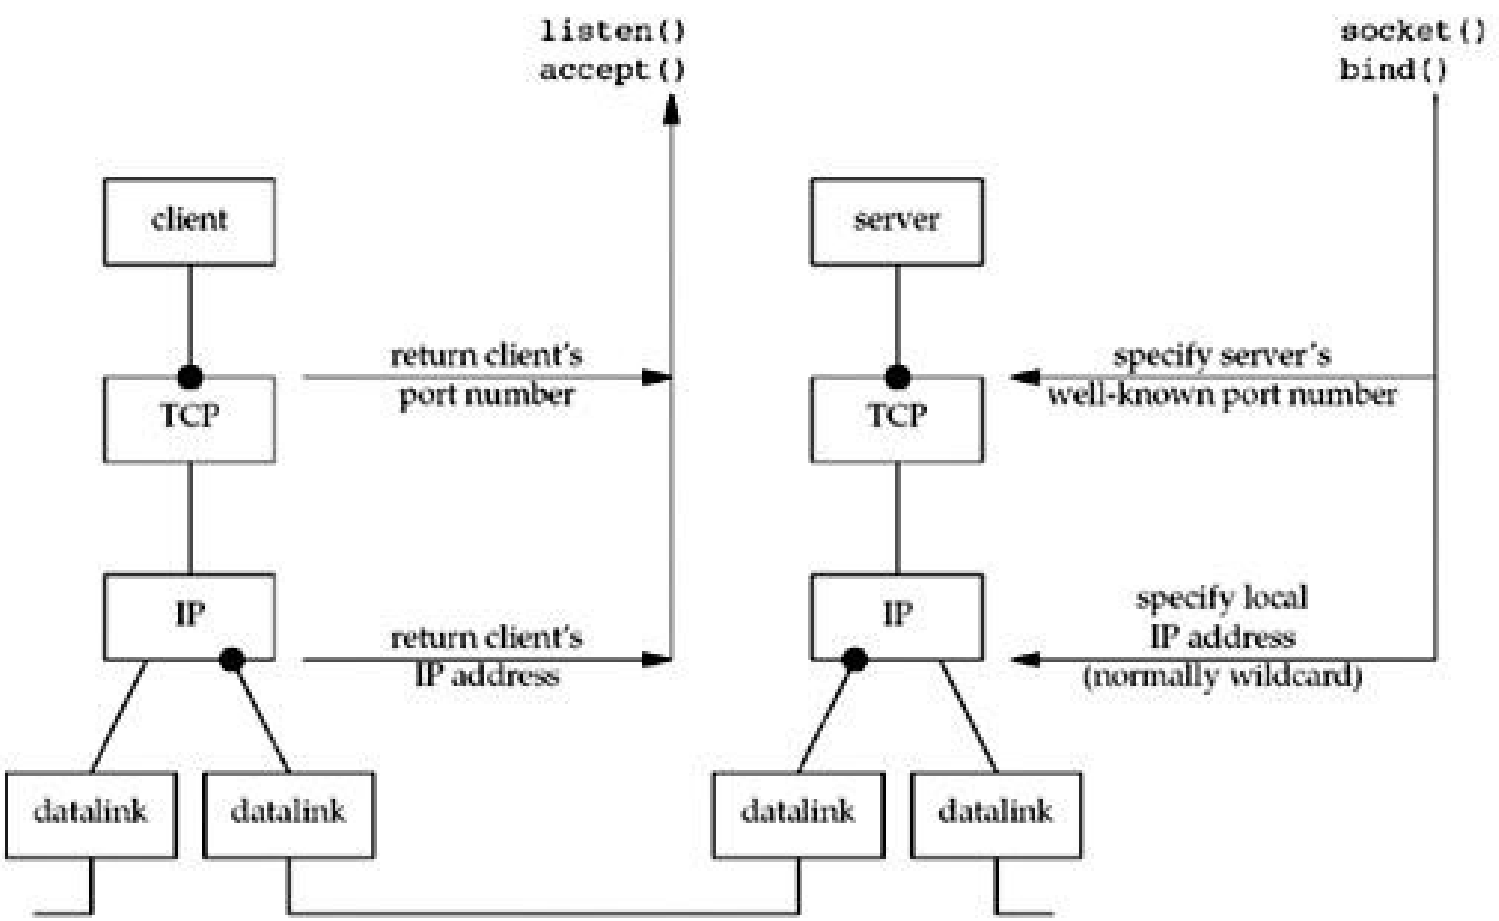 listen()
accept()
socket()
bind()
client
server
return client's
port number
specify server's
well-known port number
TCP
TCP
IP
IP
return client's
IP address
specify local
IP address
(normally wildcard)
datalink
datalink
datalink
datalink